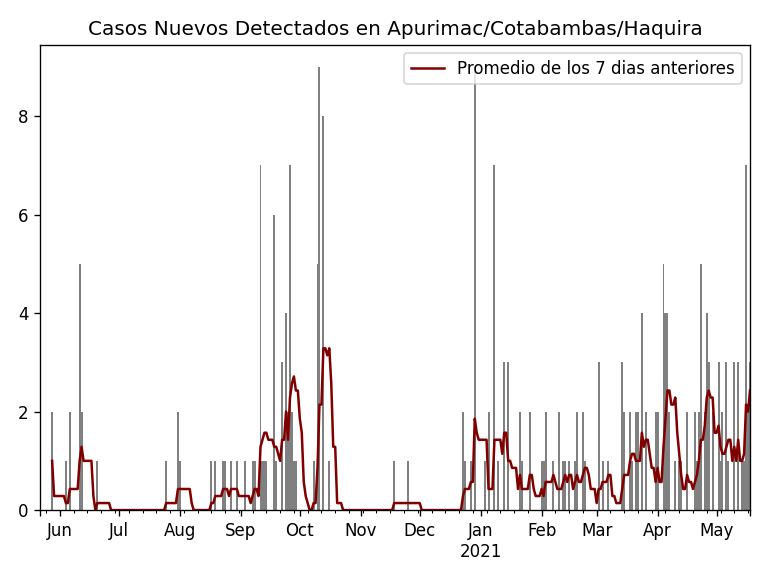 Casos Nuevos Detectados en Apurimac/Cotabambas/Haquira
Promedio de los 7 dias anteriores
8
6
4
2
0
Jun Jul Aug Sep Oct Nov Dec Jan Feb Mar Apr May
2021